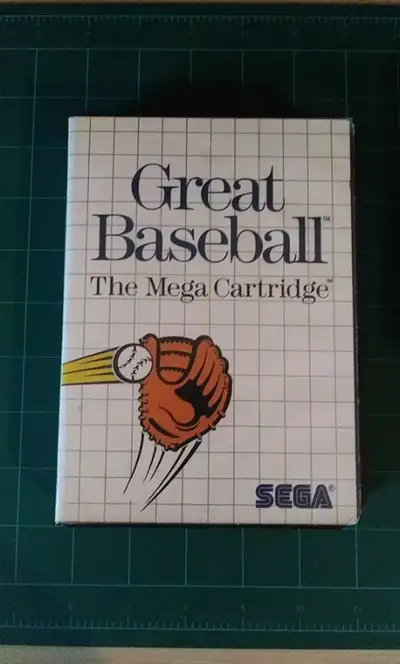 Great
Baseball™
The Mega Cartridge™
SEGA®